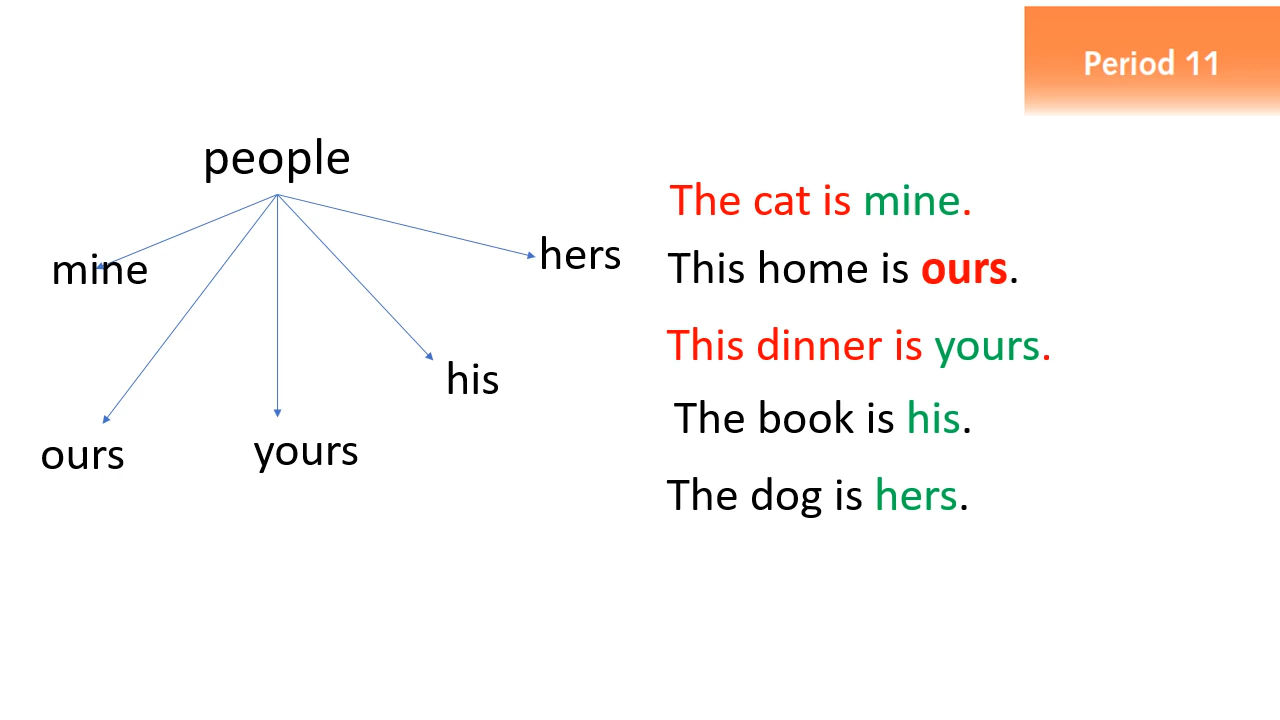 Period 11
people
mine
hers
his
ours
yours
The cat is mine.
This home is ours.
This dinner is yours.
The book is his.
The dog is hers.